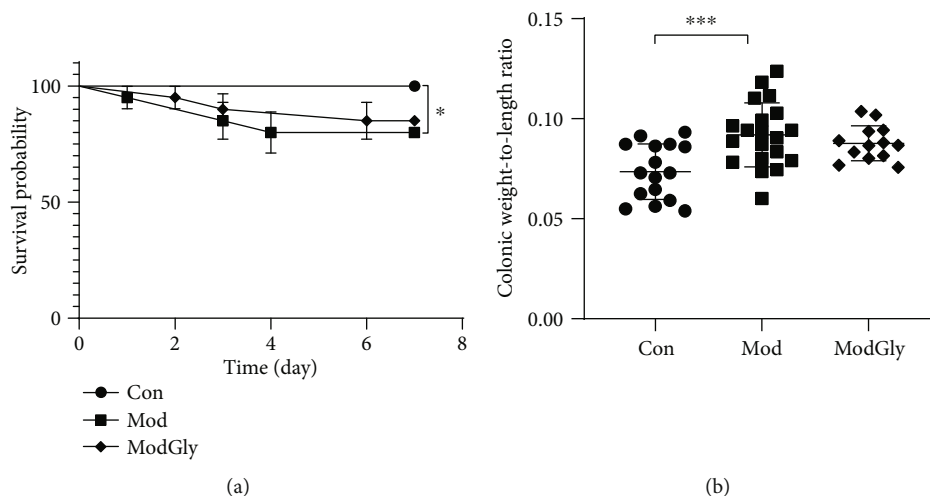 100
50
0
0
2
4
6
8
Survival probability
Time (day)
*
Con
Mod
ModGly
(a)
0.15
0.10
0.05
0.00
Colonic weight-to-length ratio
***
Con
Mod
ModGly
(b)